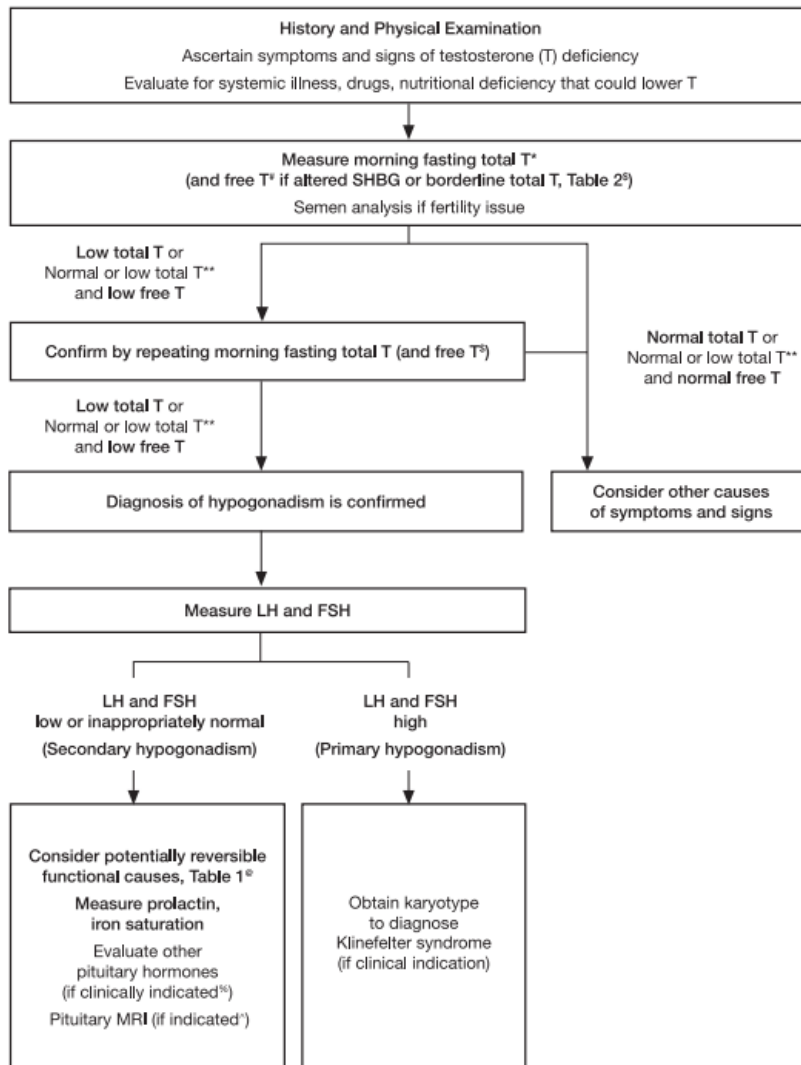 History and Physical Examination
Ascertain symptoms and signs of testosterone (T) deficiency
Evaluate for systemic illness, drugs, nutritional deficiency that could lower T
Measure morning fasting total T*
(and free T¥ if altered SHBG or borderline total T, Table 2$)
Semen analysis if fertility issue
Low total T or
Normal or low total T**
and low free T
Confirm by repeating morning fasting total T (and free T$)
Normal total T or
Normal or low total T**
and normal free T
Low total T or
Normal or low total T**
and low free T
Diagnosis of hypogonadism is confirmed
Consider other causes
of symptoms and signs
Measure LH and FSH
LH and FSH
low or inappropriately normal
(Secondary hypogonadism)
LH and FSH
high
(Primary hypogonadism)
Consider potentially reversible
functional causes, Table 1@
Measure prolactin,
iron saturation
Evaluate other
pituitary hormones
(if clinically indicated%)
Pituitary MRI (if indicated^)
Obtain karyotype
to diagnose
Klinefelter syndrome
(if clinical indication)